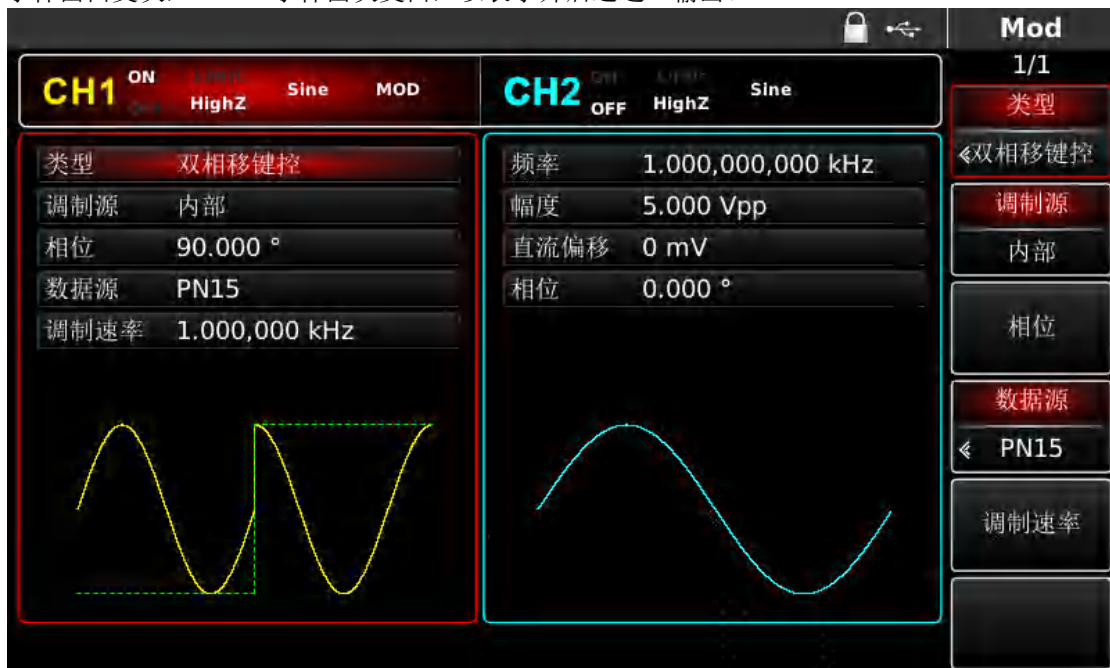 Mod
1/1
CH1 ON HighZ Sine MOD
CH2 OFF HighZ Sine
类型
《双相移键控
调制源
内部
相位
数据源
《 PN15
调制速率
类型 双相移键控
调制源 内部
相位 90.000 °
数据源 PN15
调制速率 1.000,000 kHz
频率 1.000,000,000 kHz
幅度 5.000 Vpp
直流偏移 0 mV
相位 0.000 °